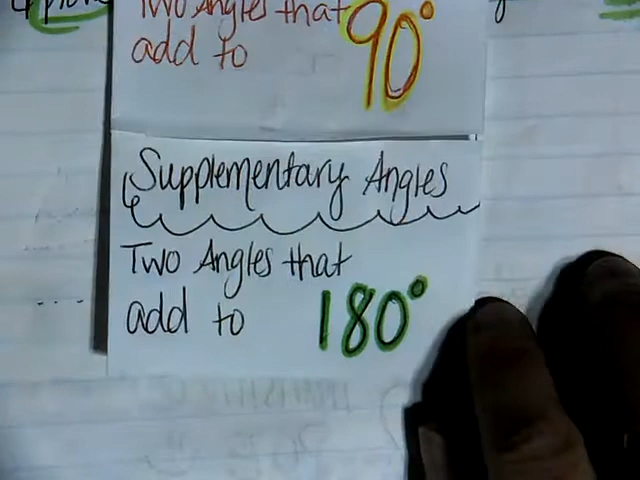 Two Angles that
add to 90°
Supplementary Angles
Two Angles that
add to 180°